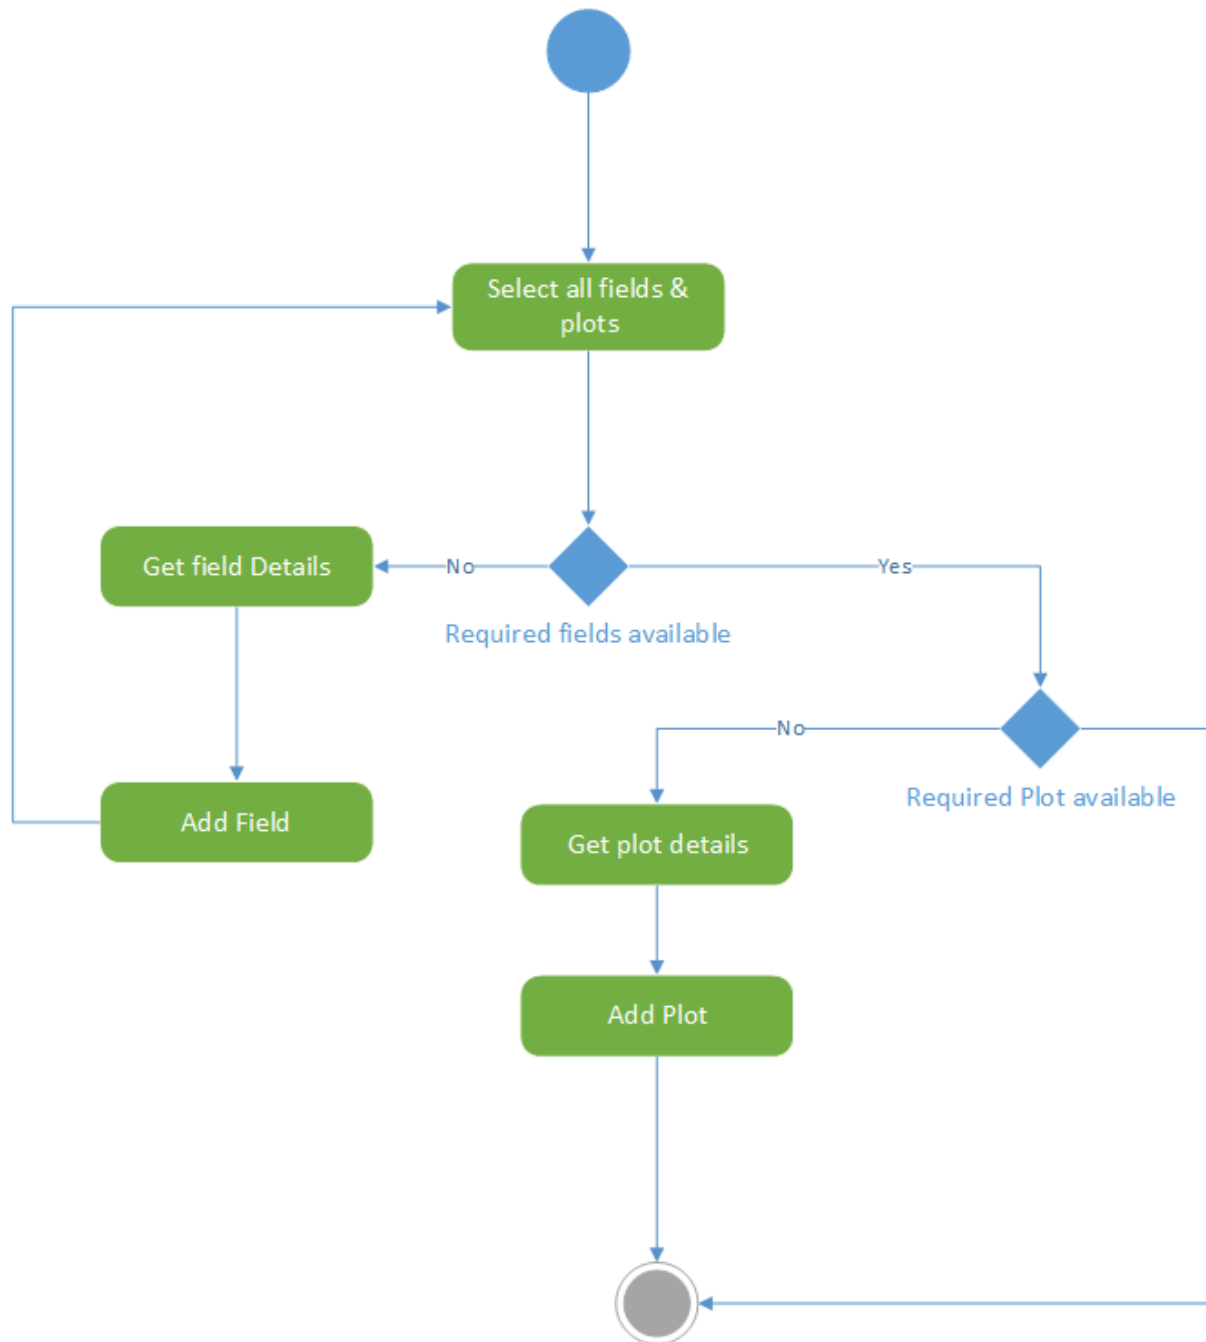 Select all fields &
plots
Get field Details
No
Yes
Required fields available
No
Required Plot available
Add Field
Get plot details
Add Plot